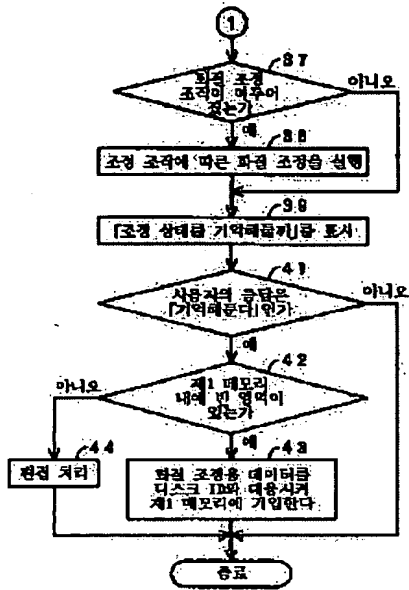 1
37
화질 조정
조작이 이루어
졌는가
아니오
예
38
조정 조작에 따른 화질 조정을 실행
39
「조정 상태를 기억해둘까」를 표시
41
사용자의 응답은
「기억해둔다」인가
아니오
예
42
제1 메모리
내에 빈 영역이
있는가
아니오
예
44
편집 처리
43
화질 조정용 데이터를
디스크 ID와 대응시켜
제1 메모리에 기입한다
종료